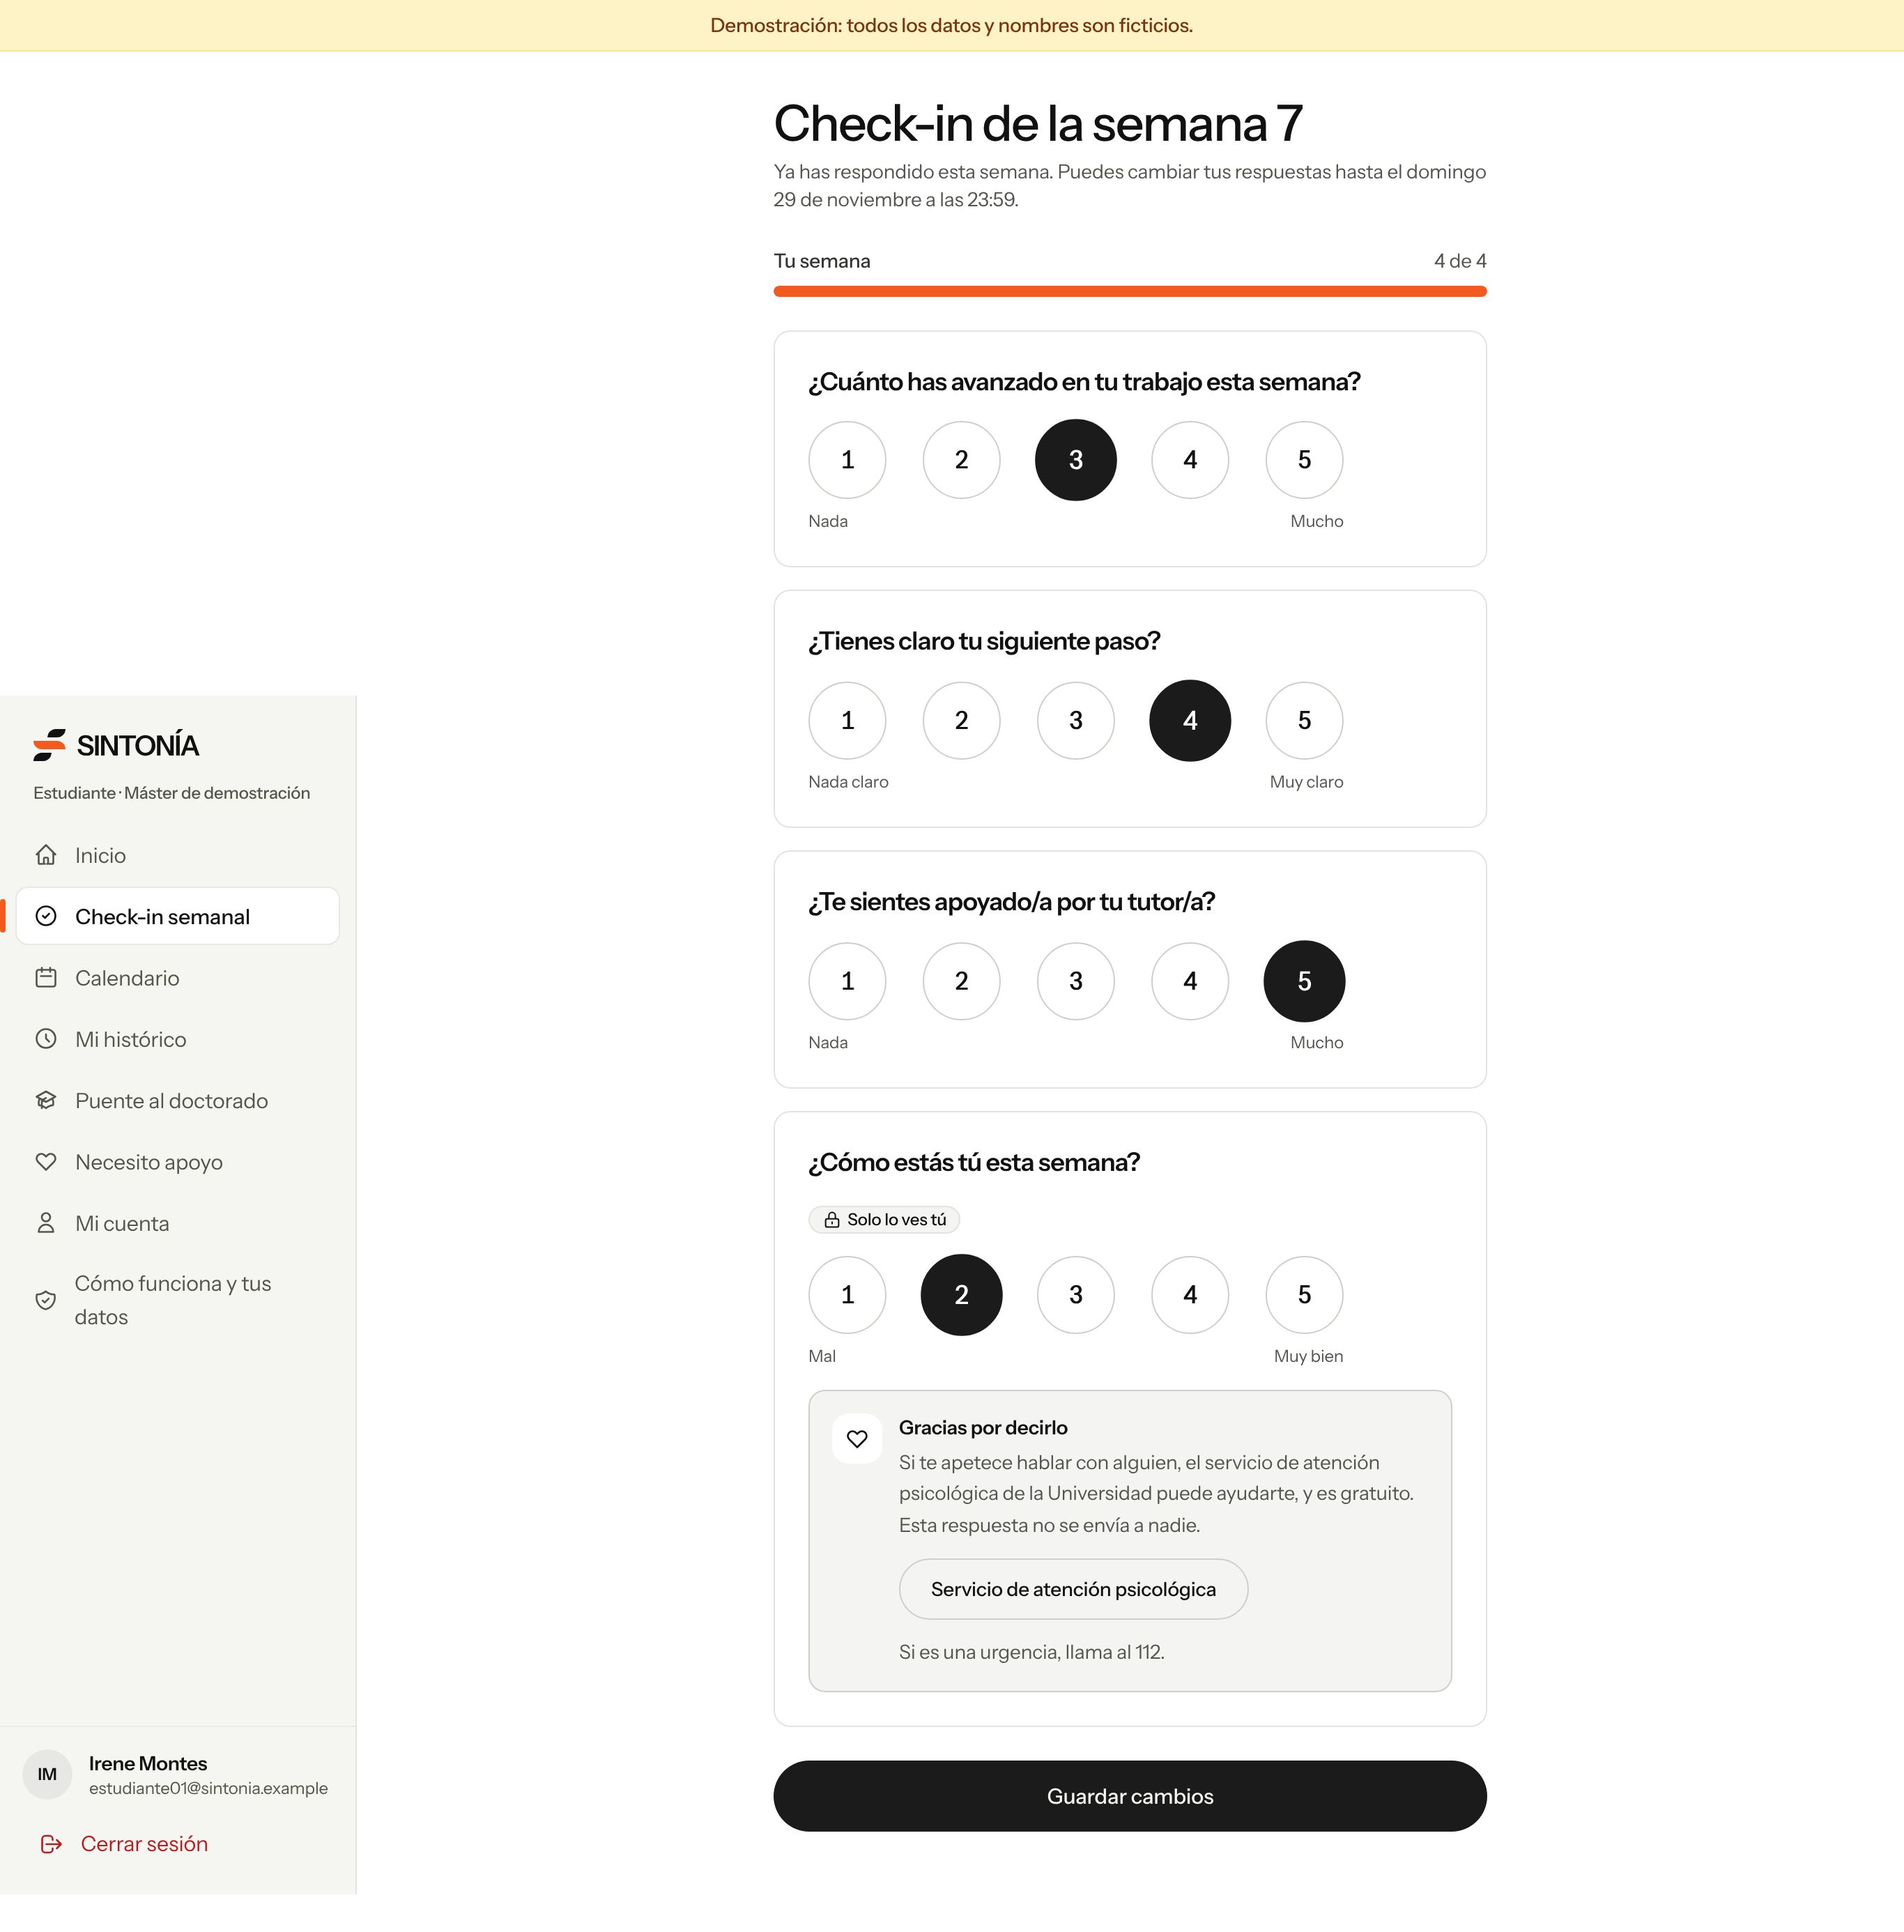 Demostración: todos los datos y nombres son ficticios.
Check-in de la semana 7
Ya has respondido esta semana. Puedes cambiar tus respuestas hasta el domingo
29 de noviembre a las 23:59.
Tu semana
4 de 4
¿Cuánto has avanzado en tu trabajo esta semana?
1 2 3 4 5
Nada Mucho
¿Tienes claro tu siguiente paso?
1 2 3 4 5
Nada claro Muy claro
¿Te sientes apoyado/a por tu tutor/a?
1 2 3 4 5
Nada Mucho
¿Cómo estás tú esta semana?
Solo lo ves tú
1 2 3 4 5
Mal Muy bien
Gracias por decirlo
Si te apetece hablar con alguien, el servicio de atención
psicológica de la Universidad puede ayudarte, y es gratuito.
Esta respuesta no se envía a nadie.
Servicio de atención psicológica
Si es una urgencia, llama al 112.
Guardar cambios
SINTONÍA
Estudiante · Máster de demostración
Inicio
Check-in semanal
Calendario
Mi histórico
Puente al doctorado
Necesito apoyo
Mi cuenta
Cómo funciona y tus
datos
IM
Irene Montes
estudiante01@sintonia.example
Cerrar sesión